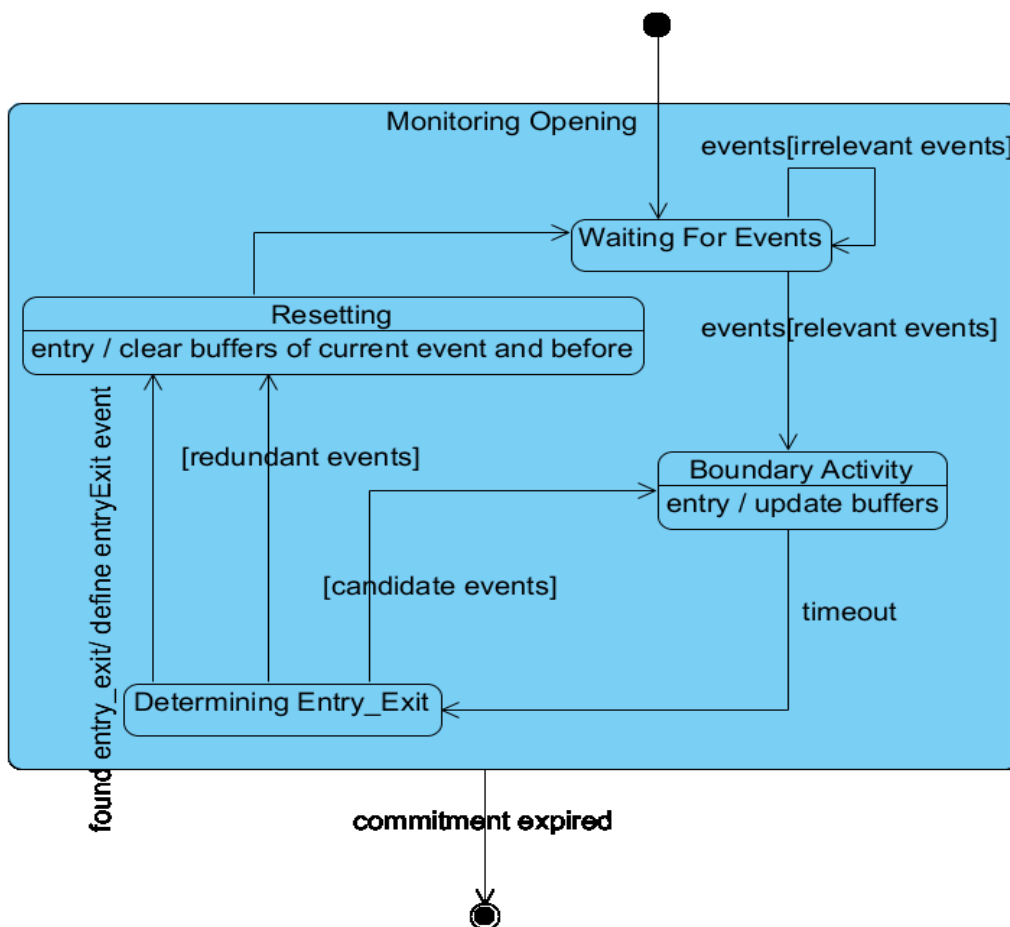 Monitoring Opening
events[irrelevant events]
Waiting For Events
Resetting
entry / clear buffers of current event and before
events[relevant events]
found entry_exit/ define entryExit event
[redundant events]
Boundary Activity
entry / update buffers
[candidate events]
timeout
Determining Entry_Exit
commitment expired